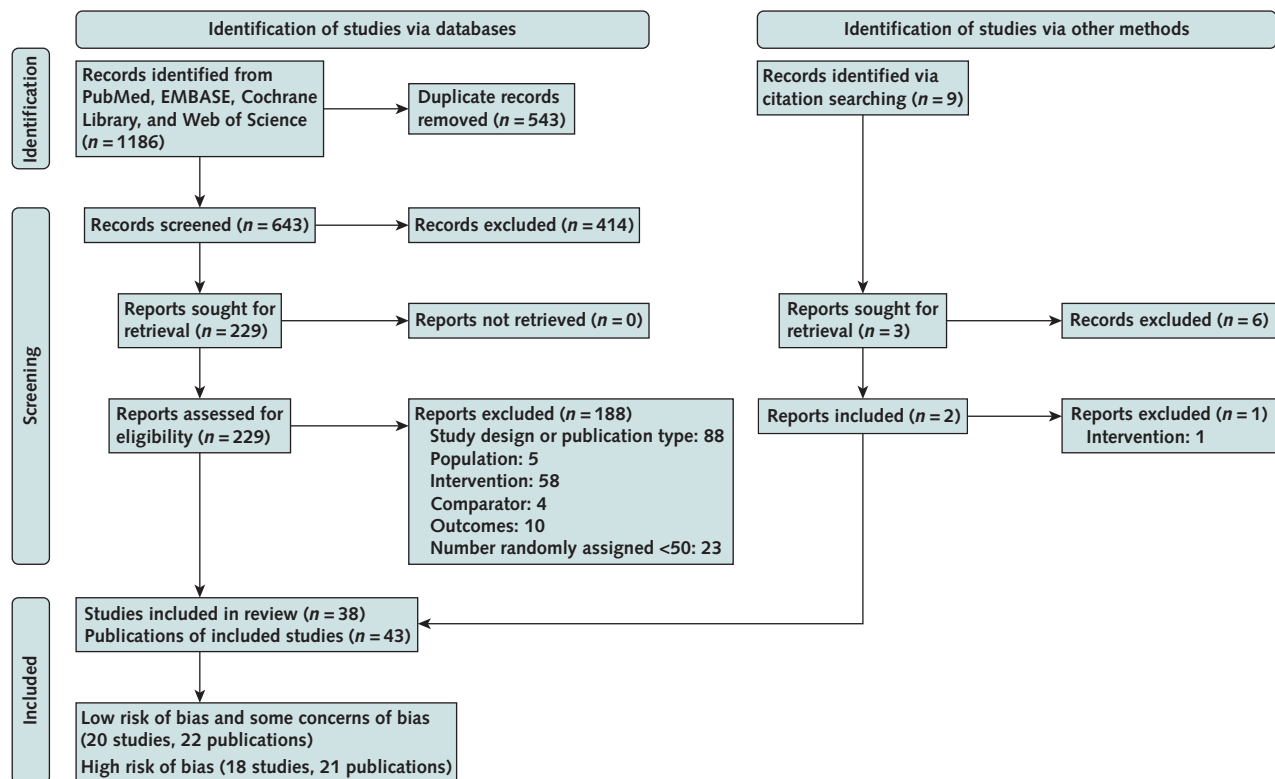 Identification of studies via databases
Identification of studies via other methods
Identification
Records identified from
PubMed, EMBASE, Cochrane
Library, and Web of Science
(n = 1186)
Duplicate records
removed (n = 543)
Records identified via
citation searching (n = 9)
Screening
Records screened (n = 643)
Records excluded (n = 414)
Reports sought for
retrieval (n = 229)
Reports not retrieved (n = 0)
Reports sought for
retrieval (n = 3)
Records excluded (n = 6)
Reports assessed for
eligibility (n = 229)
Reports excluded (n = 188)
Study design or publication type: 88
Population: 5
Intervention: 58
Comparator: 4
Outcomes: 10
Number randomly assigned <50: 23
Reports included (n = 2)
Reports excluded (n = 1)
Intervention: 1
Included
Studies included in review (n = 38)
Publications of included studies (n = 43)
Low risk of bias and some concerns of bias
(20 studies, 22 publications)
High risk of bias (18 studies, 21 publications)